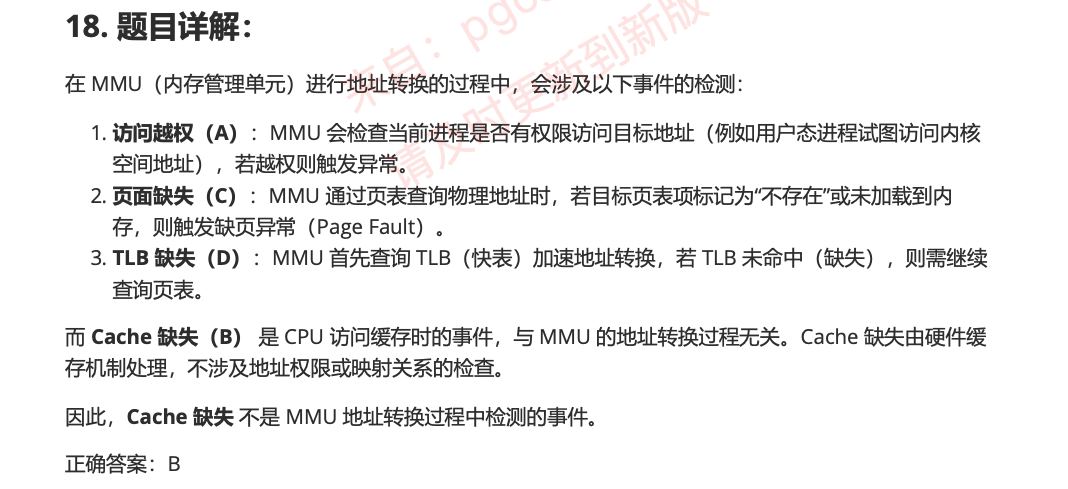 18. 题目详解：
来自：pgo
请及时更新到新版
在 MMU（内存管理单元）进行地址转换的过程中，会涉及以下事件的检测：
1. 访问越权（A）：MMU 会检查当前进程是否有权限访问目标地址（例如用户态进程试图访问内核
空间地址），若越权则触发异常。
2. 页面缺失（C）：MMU 通过页表查询物理地址时，若目标页表项标记为“不存在”或未加载到内
存，则触发缺页异常（Page Fault）。
3. TLB 缺失（D）：MMU 首先查询 TLB（快表）加速地址转换，若 TLB 未命中（缺失），则需继续
查询页表。
而 Cache 缺失（B） 是 CPU 访问缓存时的事件，与 MMU 的地址转换过程无关。Cache 缺失由硬件缓
存机制处理，不涉及地址权限或映射关系的检查。
因此，Cache 缺失 不是 MMU 地址转换过程中检测的事件。
正确答案：B